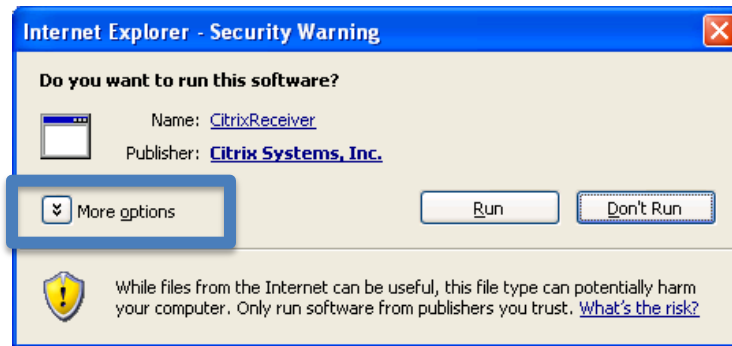 Internet Explorer - Security Warning
Do you want to run this software?
Name: CitrixReceiver
Publisher: Citrix Systems, Inc.
More options
Run
Don't Run
While files from the Internet can be useful, this file type can potentially harm
your computer. Only run software from publishers you trust. What's the risk?